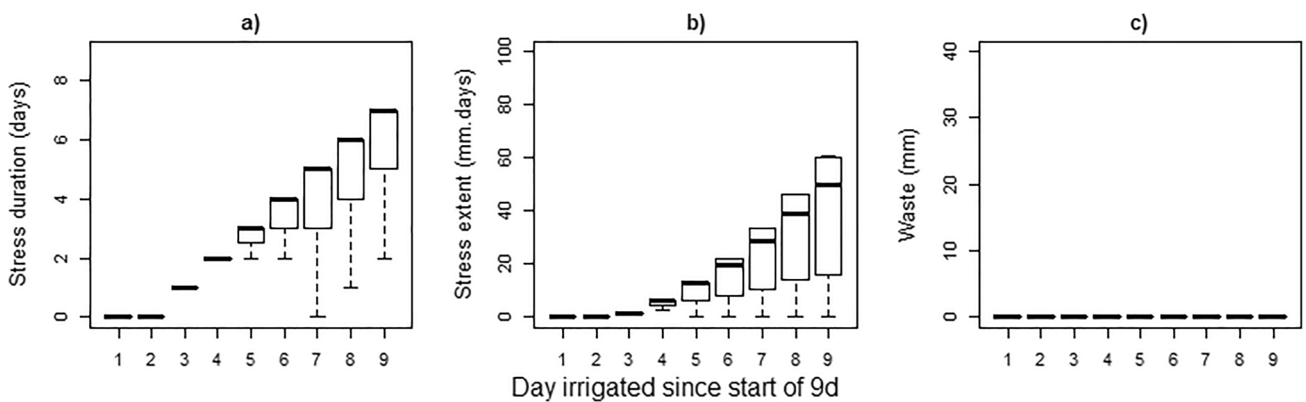 a)
b)
c)
Stress duration (days)
8
6
4
2
0
1 2 3 4 5 6 7 8 9
Stress extent (mm.days)
100
80
60
40
20
0
1 2 3 4 5 6 7 8 9
Waste (mm)
40
30
20
10
0
1 2 3 4 5 6 7 8 9
Day irrigated since start of 9d